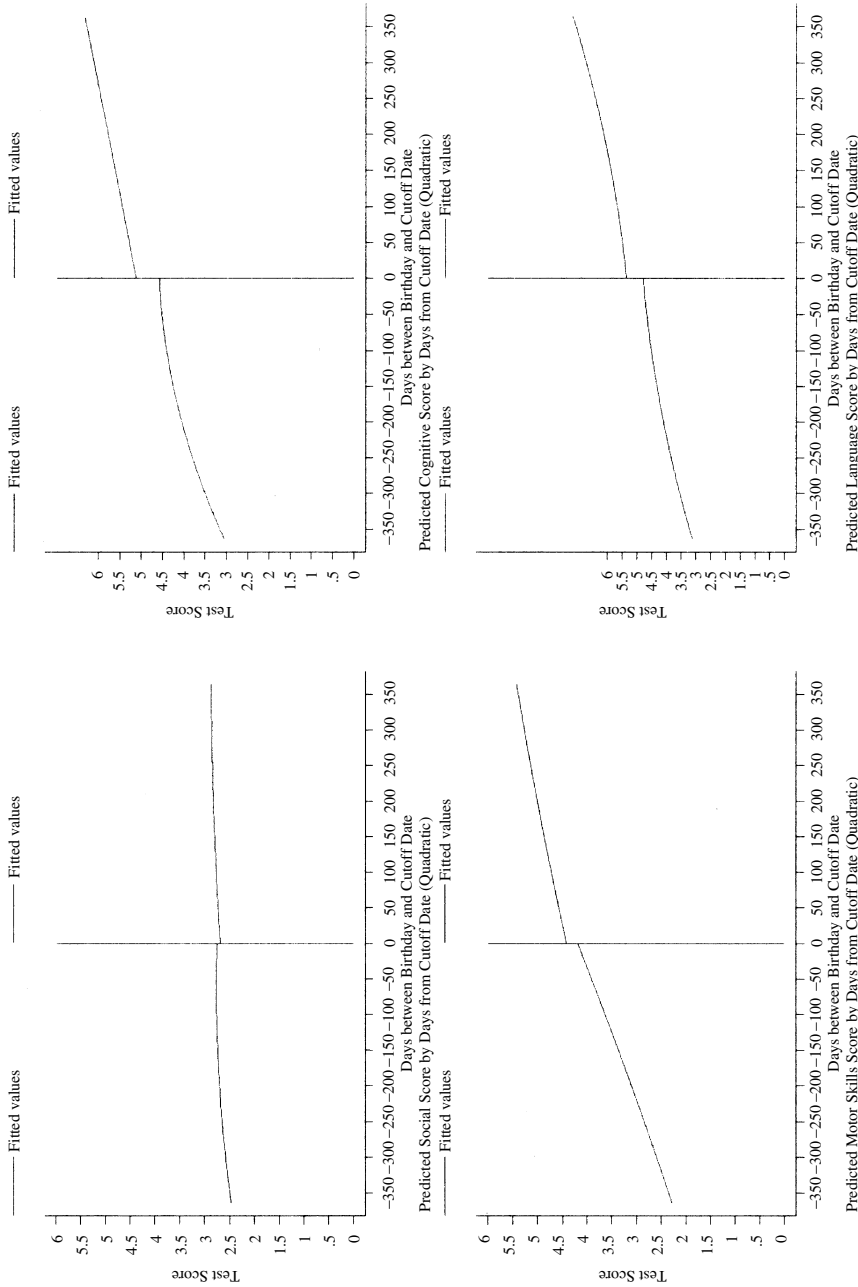 Fitted values
Fitted values
Test Score
6
5.5
5
4.5
4
3.5
3
2.5
2
1.5
1
.5
0
−350 −300 −250 −200 −150 −100 −50 0 50 100 150 200 250 300 350
Days between Birthday and Cutoff Date
Predicted Social Score by Days from Cutoff Date (Quadratic)
Fitted values
Fitted values
Test Score
6
5.5
5
4.5
4
3.5
3
2.5
2
1.5
1
.5
0
−350 −300 −250 −200 −150 −100 −50 0 50 100 150 200 250 300 350
Days between Birthday and Cutoff Date
Predicted Cognitive Score by Days from Cutoff Date (Quadratic)
Fitted values
Fitted values
Test Score
6
5.5
5
4.5
4
3.5
3
2.5
2
1.5
1
.5
0
−350 −300 −250 −200 −150 −100 −50 0 50 100 150 200 250 300 350
Days between Birthday and Cutoff Date
Predicted Motor Skills Score by Days from Cutoff Date (Quadratic)
Fitted values
Fitted values
Test Score
6
5.5
5
4.5
4
3.5
3
2.5
2
1.5
1
.5
0
−350 −300 −250 −200 −150 −100 −50 0 50 100 150 200 250 300 350
Days between Birthday and Cutoff Date
Predicted Language Score by Days from Cutoff Date (Quadratic)